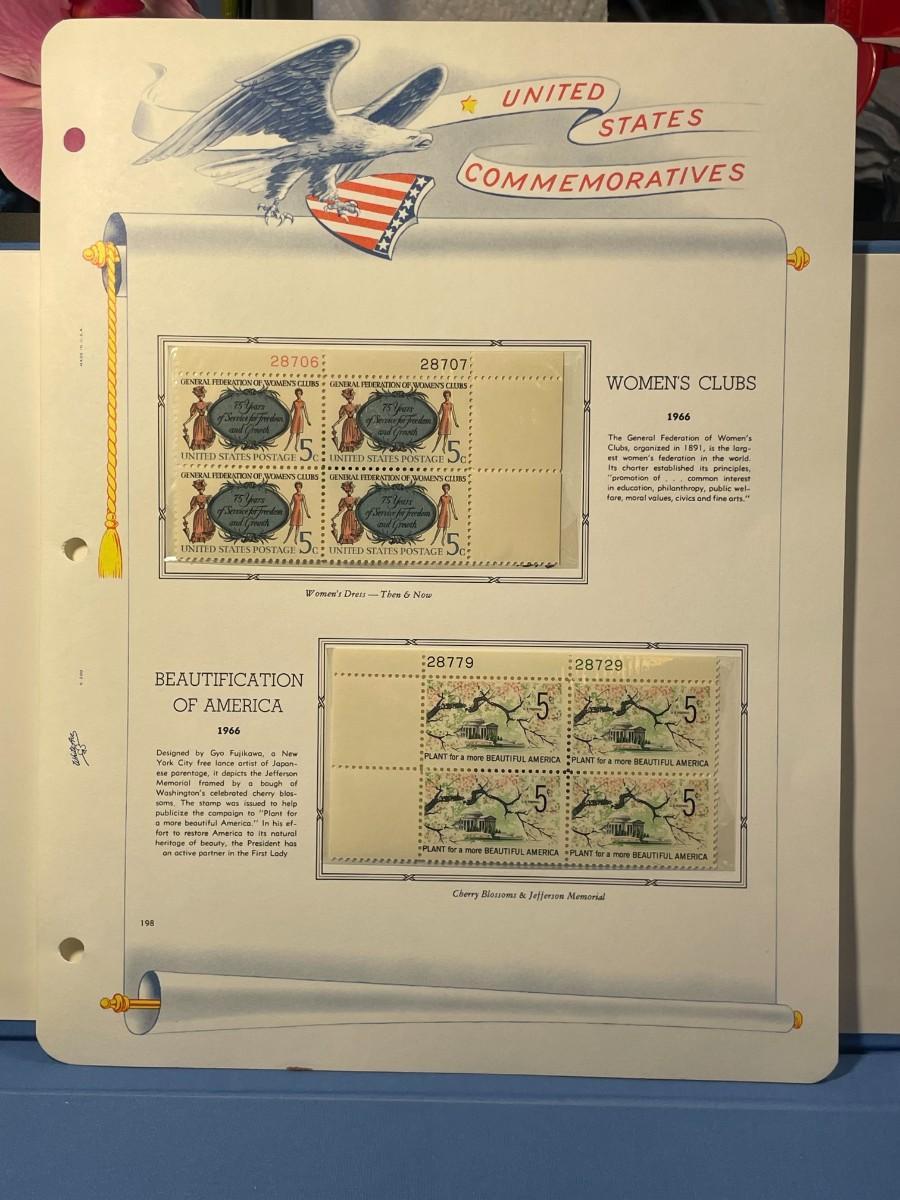 UNITED
STATES
COMMEMORATIVES
MADE IN U.S.A.
28706 28707
GENERAL FEDERATION OF WOMEN'S CLUBS GENERAL FEDERATION OF WOMEN'S CLUBS
75 Years 75 Years
of Service for Freedom of Service for Freedom
and Growth and Growth
5c 5c
UNITED STATES POSTAGE UNITED STATES POSTAGE
GENERAL FEDERATION OF WOMEN'S CLUBS GENERAL FEDERATION OF WOMEN'S CLUBS
75 Years 75 Years
of Service for Freedom of Service for Freedom
and Growth and Growth
5c 5c
UNITED STATES POSTAGE UNITED STATES POSTAGE
Women's Dress — Then & Now
WOMEN'S CLUBS
1966
The General Federation of Women's
Clubs, organized in 1891, is the larg-
est women's federation in the world.
Its charter established its principles,
"promotion of . . . common interest
in education, philanthropy, public wel-
fare, moral values, civics and fine arts."
BEAUTIFICATION
OF AMERICA
1966
Designed by Gyo Fujikawa, a New
York City free lance artist of Japan-
ese parentage, it depicts the Jefferson
Memorial framed by a bough of
Washington's celebrated cherry blos-
soms. The stamp was issued to help
publicize the campaign to "Plant for
a more beautiful America." In his ef-
fort to restore America to its natural
heritage of beauty, the President has
an active partner in the First Lady
28779 28729
5 5
PLANT for a more BEAUTIFUL AMERICA PLANT for a more BEAUTIFUL AMERICA
5 5
PLANT for a more BEAUTIFUL AMERICA PLANT for a more BEAUTIFUL AMERICA
Cherry Blossoms & Jefferson Memorial
198